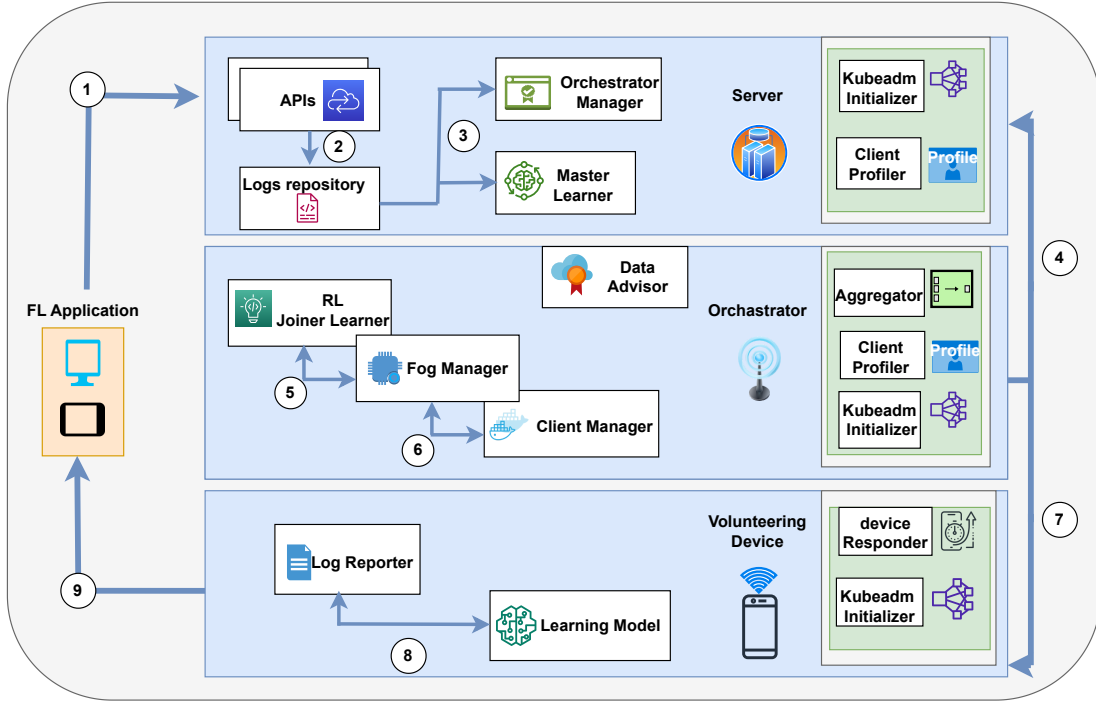 1
APIs
2
Logs repository
3
Orchestrator
Manager
Master
Learner
Server
Kubeadm
Initializer
Client
Profiler
Profile
4
FL Application
Data
Advisor
RL
Joiner Learner
Fog Manager
5
Client Manager
6
Orchastrator
Aggregator
Client
Profiler
Profile
Kubeadm
Initializer
7
Log Reporter
Learning Model
8
9
Volunteering
Device
device
Responder
Kubeadm
Initializer